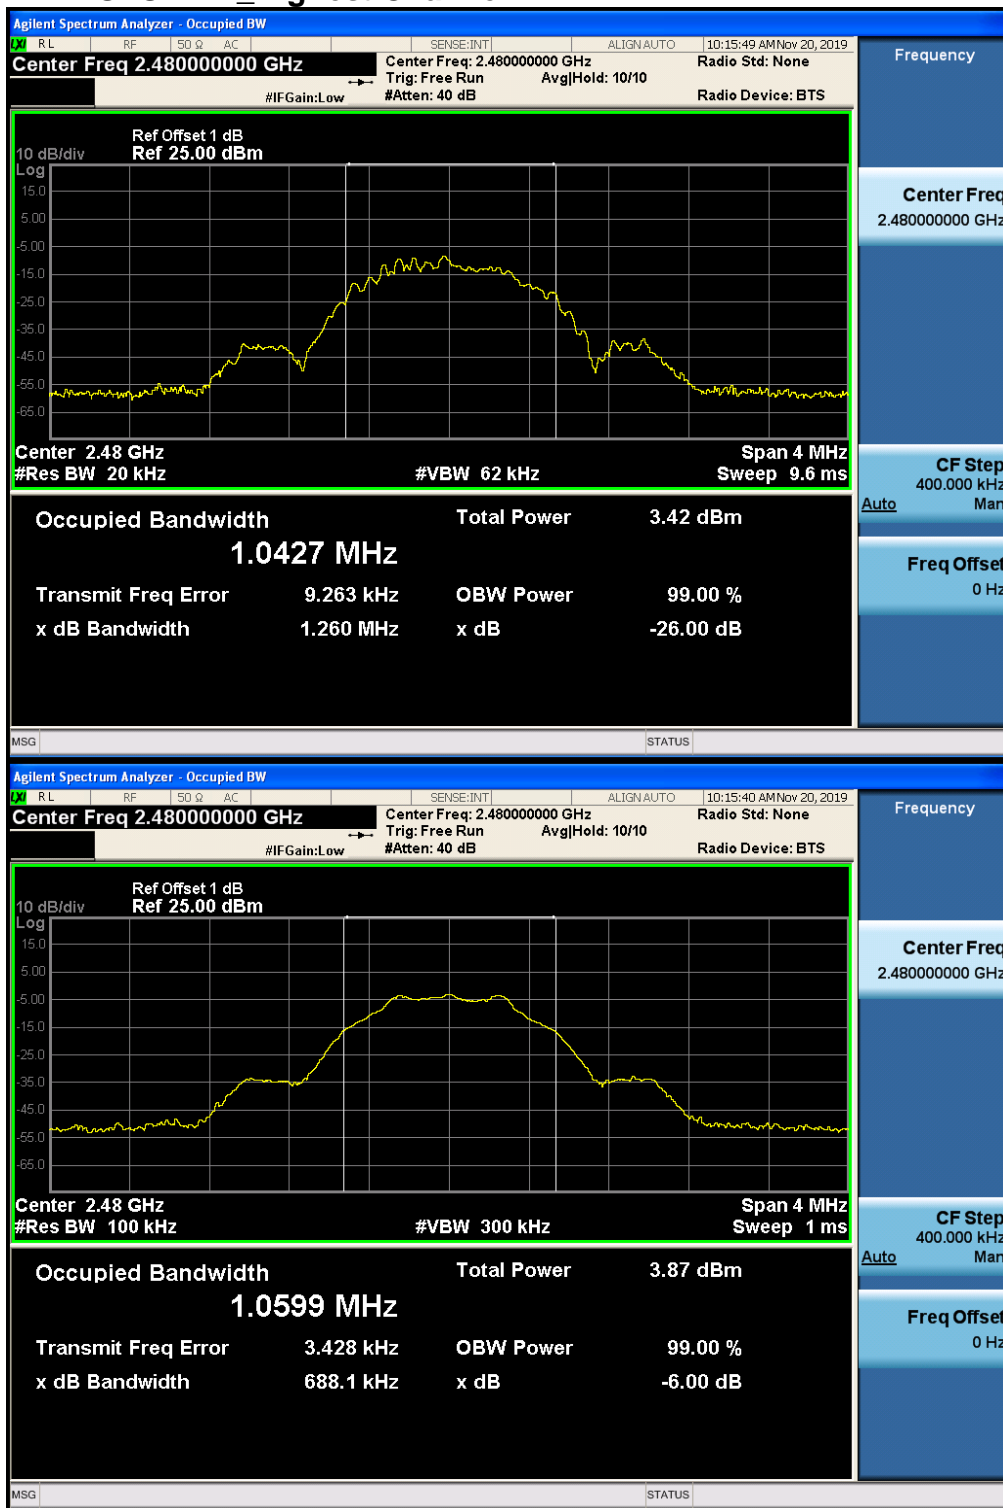 Agilent Spectrum Analyzer - Occupied BW
LXI RL RF 50 Ω AC SENSE:INT ALIGN AUTO 10:15:49 AM Nov 20, 2019
Center Freq 2.480000000 GHz
Center Freq: 2.480000000 GHz
Radio Std: None
Trig: Free Run Avg|Hold: 10/10
#IFGain:Low
#Atten: 40 dB
Radio Device: BTS
Frequency
Ref Offset 1 dB
10 dB/div Ref 25.00 dBm
Log
15.0
5.00
-5.00
-15.0
-25.0
-35.0
-45.0
-55.0
-65.0
Center 2.48 GHz Span 4 MHz
#Res BW 20 kHz #VBW 62 kHz Sweep 9.6 ms
Occupied Bandwidth Total Power 3.42 dBm
1.0427 MHz
Transmit Freq Error 9.263 kHz OBW Power 99.00 %
x dB Bandwidth 1.260 MHz x dB -26.00 dB
Center Freq
2.480000000 GHz
CF Step
400.000 kHz
Auto Man
Freq Offset
0 Hz
MSG STATUS
Agilent Spectrum Analyzer - Occupied BW
LXI RL RF 50 Ω AC SENSE:INT ALIGN AUTO 10:15:40 AM Nov 20, 2019
Center Freq 2.480000000 GHz
Center Freq: 2.480000000 GHz
Radio Std: None
Trig: Free Run Avg|Hold: 10/10
#IFGain:Low
#Atten: 40 dB
Radio Device: BTS
Frequency
Ref Offset 1 dB
10 dB/div Ref 25.00 dBm
Log
15.0
5.00
-5.00
-15.0
-25.0
-35.0
-45.0
-55.0
-65.0
Center 2.48 GHz Span 4 MHz
#Res BW 100 kHz #VBW 300 kHz Sweep 1 ms
Occupied Bandwidth Total Power 3.87 dBm
1.0599 MHz
Transmit Freq Error 3.428 kHz OBW Power 99.00 %
x dB Bandwidth 688.1 kHz x dB -6.00 dB
Center Freq
2.480000000 GHz
CF Step
400.000 kHz
Auto Man
Freq Offset
0 Hz
MSG STATUS